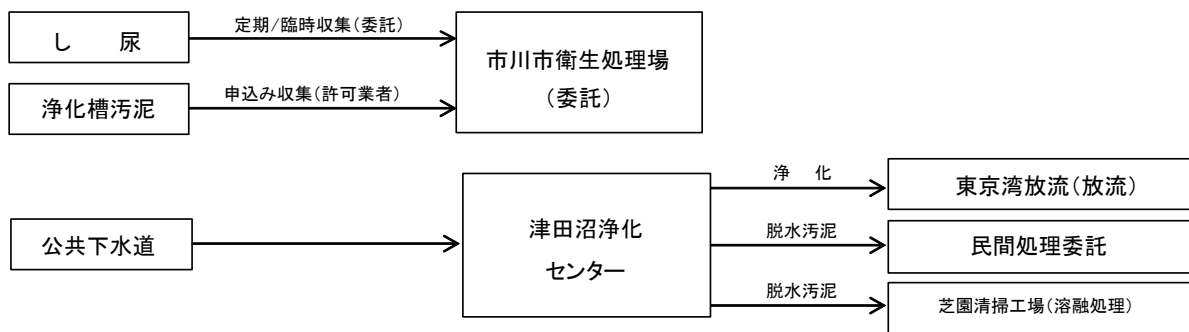 し　尿
定期/臨時収集(委託)
市川市衛生処理場
(委託)
浄化槽汚泥
申込み収集(許可業者)
公共下水道
津田沼浄化
センター
浄　化
東京湾放流(放流)
脱水汚泥
民間処理委託
脱水汚泥
芝園清掃工場(溶融処理)